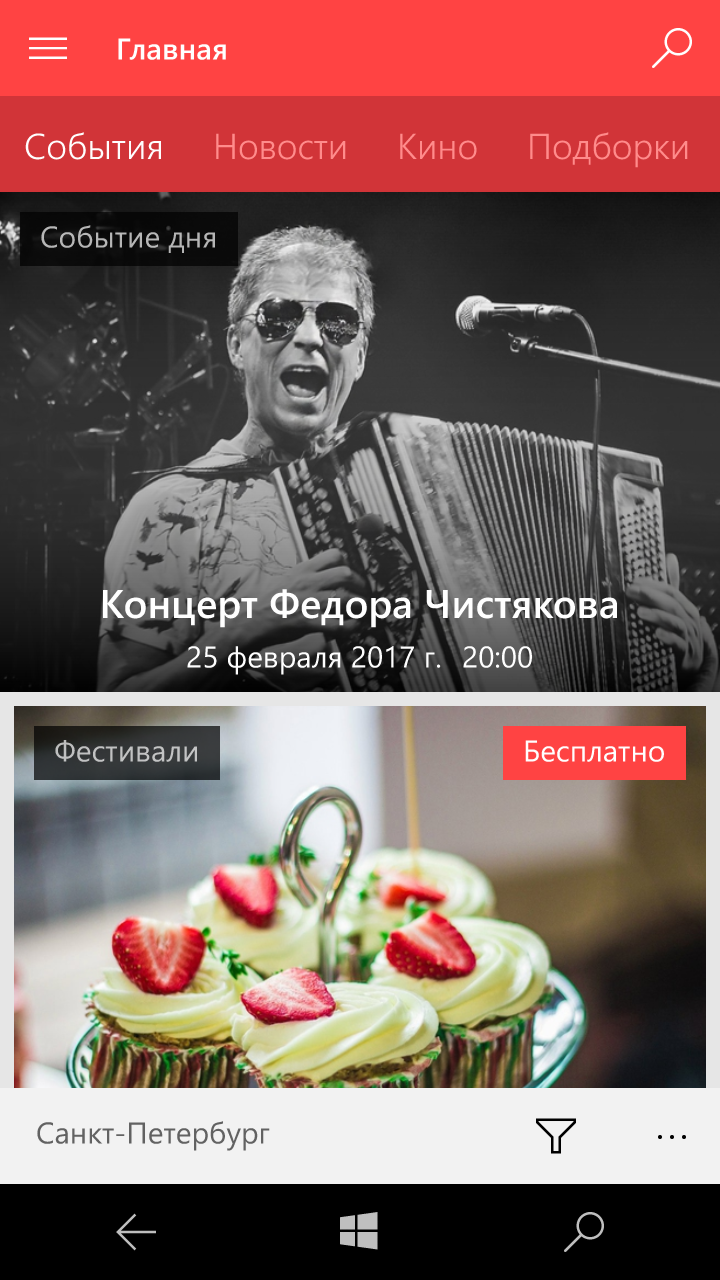 Главная
События Новости Кино Подборки
Событие дня
Концерт Федора Чистякова
25 февраля 2017 г. 20:00
Фестивали
Бесплатно
Санкт-Петербург